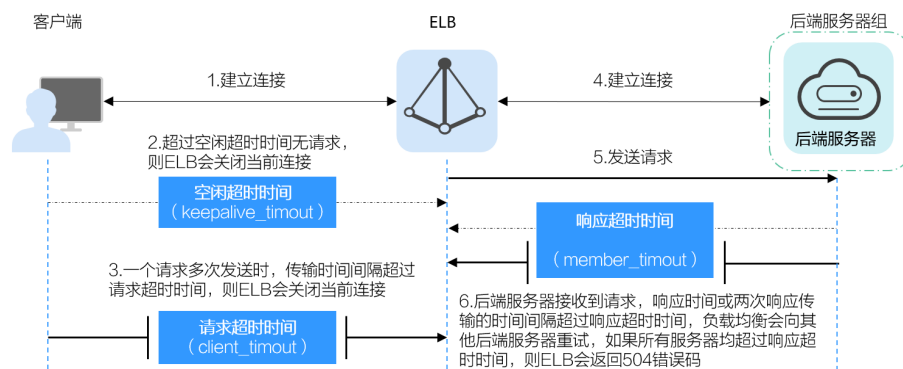 客户端
ELB
后端服务器组
1.建立连接
4.建立连接
后端服务器
2.超过空闲超时时间无请求，
则ELB会关闭当前连接
5.发送请求
空闲超时时间
（keepalive_timout）
响应超时时间
（member_timout）
3.一个请求多次发送时，传输时间间隔超过
请求超时时间，则ELB会关闭当前连接
请求超时时间
（client_timout）
6.后端服务器接收到请求，响应时间或两次响应传
输的时间间隔超过响应超时时间，负载均衡会向其
他后端服务器重试，如果所有服务器均超过响应超
时时间，则ELB会返回504错误码